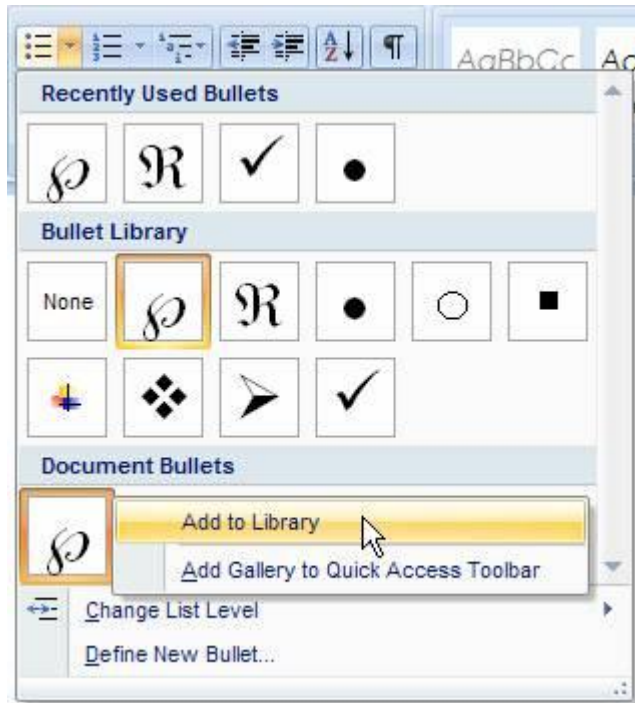 AaBbCc Ac
Recently Used Bullets
℘ ℜ ✓ ●
Bullet Library
None ℘ ℜ ● ○ ■
❖ ➢ ✓
Document Bullets
℘
Add to Library
Add Gallery to Quick Access Toolbar
Change List Level
Define New Bullet...